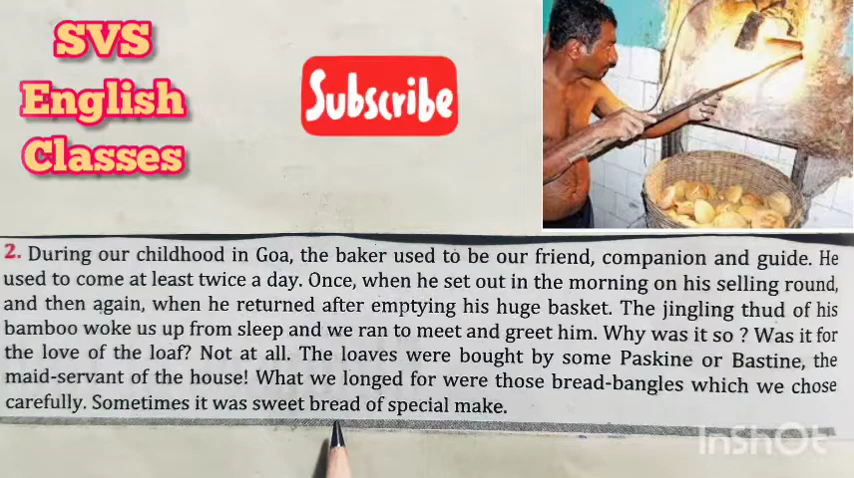 SVS
English
Classes
Subscribe
2. During our childhood in Goa, the baker used to be our friend, companion and guide. He
used to come at least twice a day. Once, when he set out in the morning on his selling round,
and then again, when he returned after emptying his huge basket. The jingling thud of his
bamboo woke us up from sleep and we ran to meet and greet him. Why was it so ? Was it for
the love of the loaf? Not at all. The loaves were bought by some Paskine or Bastine, the
maid-servant of the house! What we longed for were those bread-bangles which we chose
carefully. Sometimes it was sweet bread of special make.
InShOt